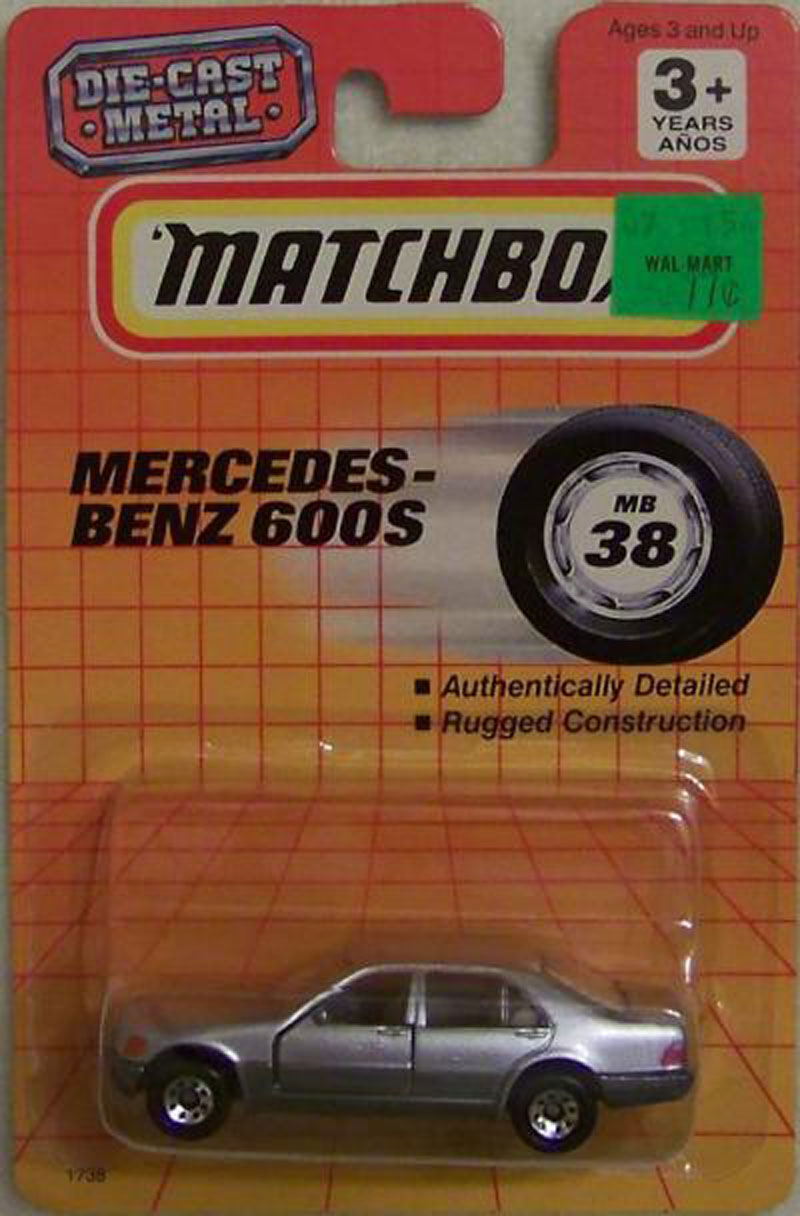 Ages 3 and Up
DIE-CAST
METAL
3+
YEARS
AÑOS
MATCHBO
WAL-MART
11¢
MERCEDES-
BENZ 600S
MB
38
▪ Authentically Detailed
▪ Rugged Construction
1738